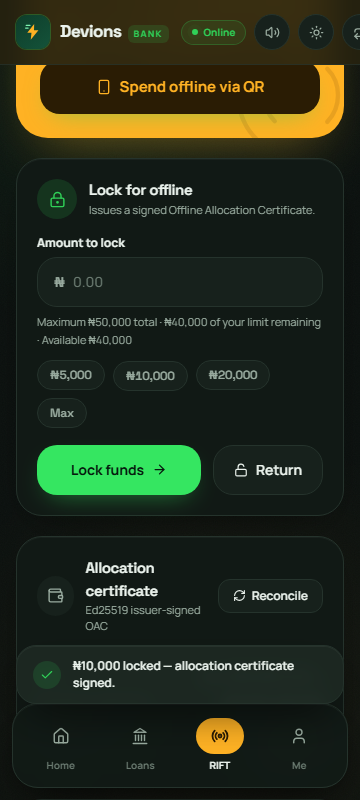 Devions BANK Online
Spend offline via QR
Lock for offline
Issues a signed Offline Allocation Certificate.
Amount to lock
₦ 0.00
Maximum ₦50,000 total · ₦40,000 of your limit remaining
· Available ₦40,000
₦5,000 ₦10,000 ₦20,000
Max
Lock funds → Return
Allocation
certificate
Ed25519 issuer-signed
OAC
Reconcile
₦10,000 locked — allocation certificate
signed.
Home Loans RIFT Me